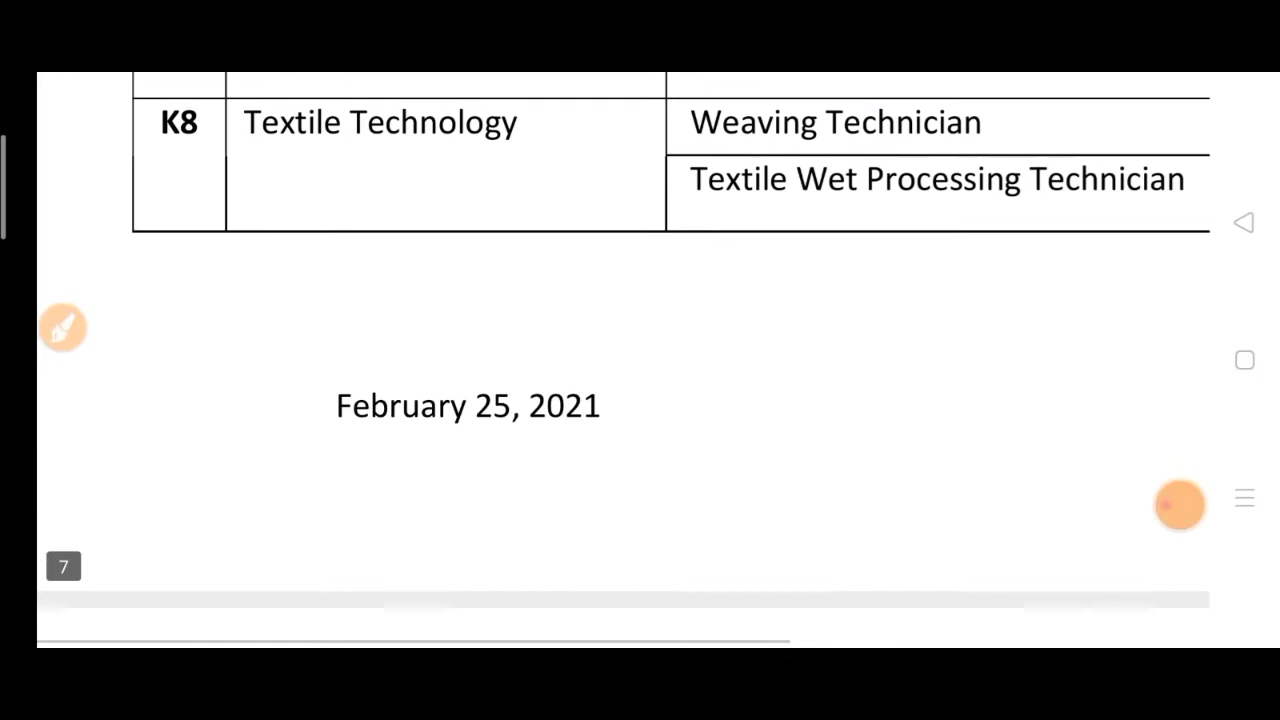 K8 Textile Technology Weaving Technician
Textile Wet Processing Technician
February 25, 2021
7